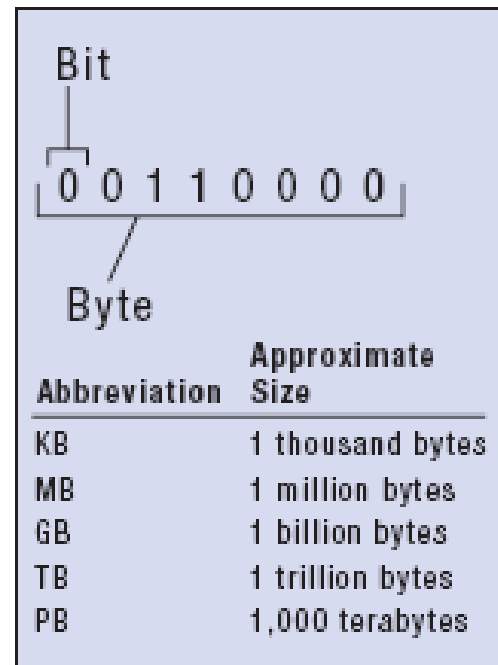 Bit
0 0 1 1 0 0 0 0
Byte
Approximate
Abbreviation Size
KB 1 thousand bytes
MB 1 million bytes
GB 1 billion bytes
TB 1 trillion bytes
PB 1,000 terabytes